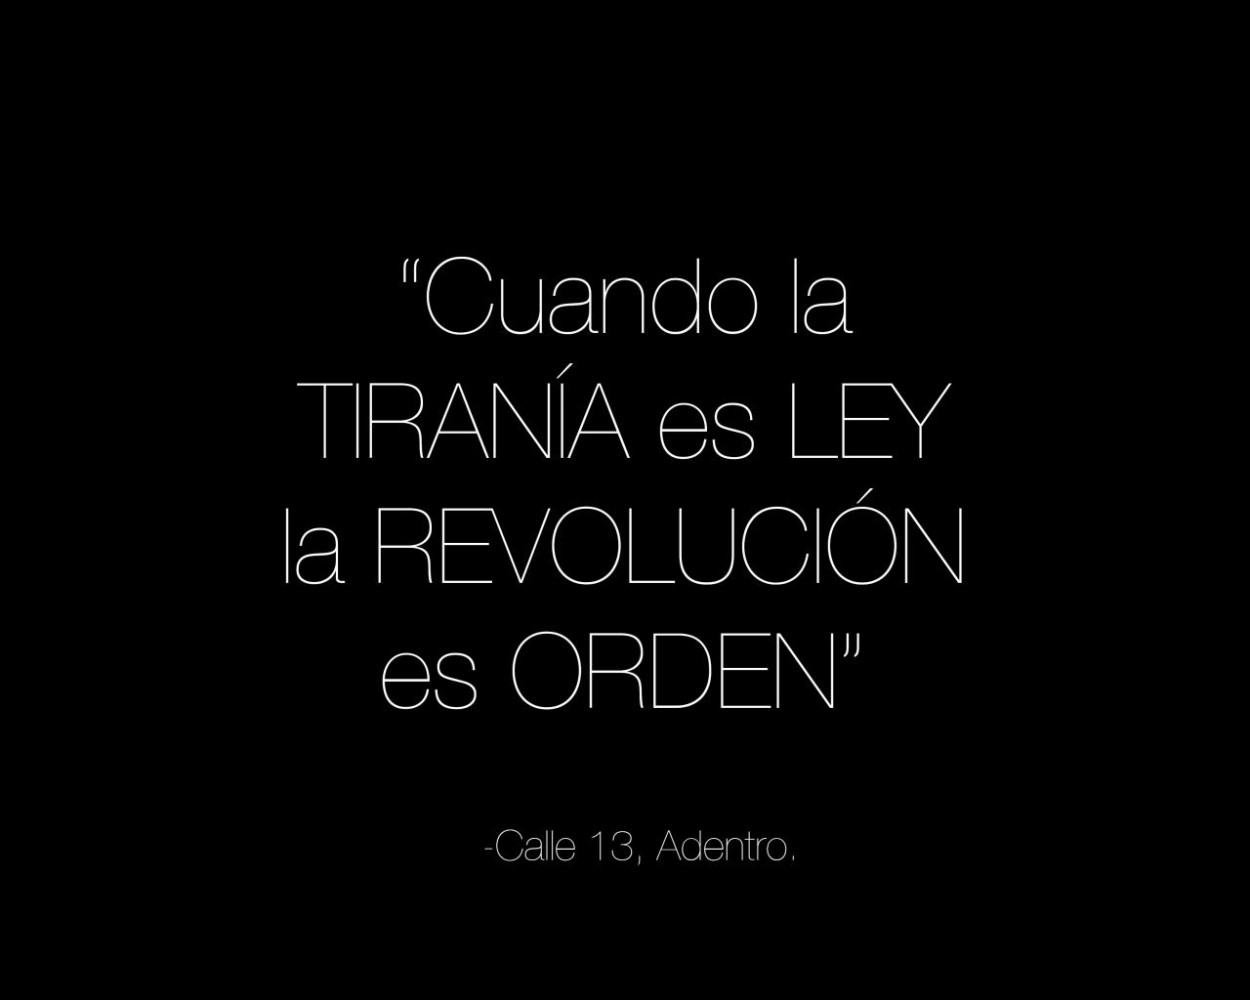 “Cuando la
TIRANÍA es LEY
la REVOLUCIÓN
es ORDEN”
-Calle 13, Adentro.